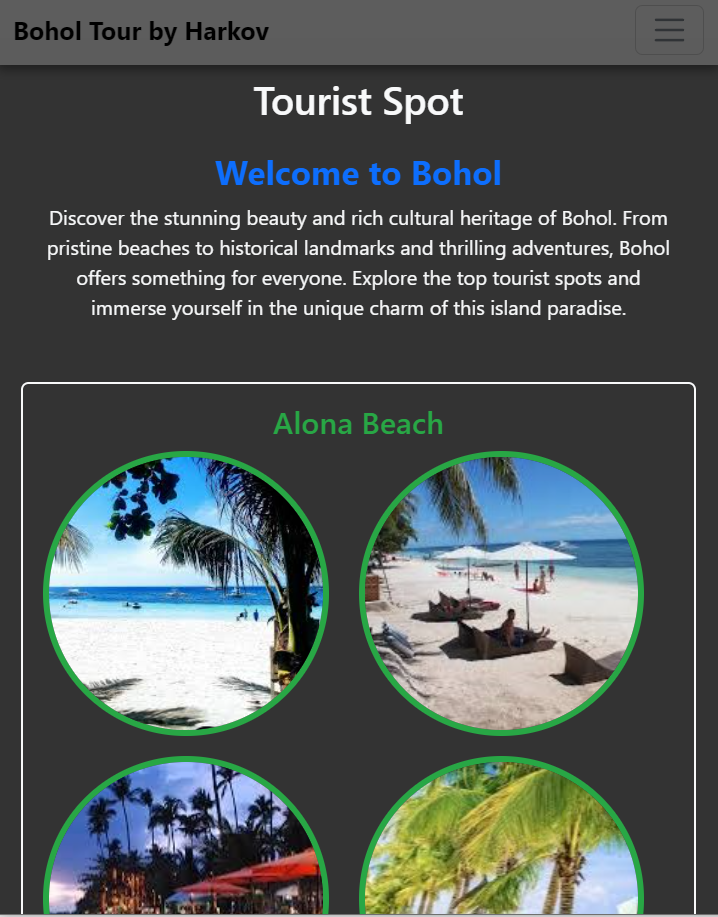 Bohol Tour by Harkov
Tourist Spot
Welcome to Bohol
Discover the stunning beauty and rich cultural heritage of Bohol. From
pristine beaches to historical landmarks and thrilling adventures, Bohol
offers something for everyone. Explore the top tourist spots and
immerse yourself in the unique charm of this island paradise.
Alona Beach